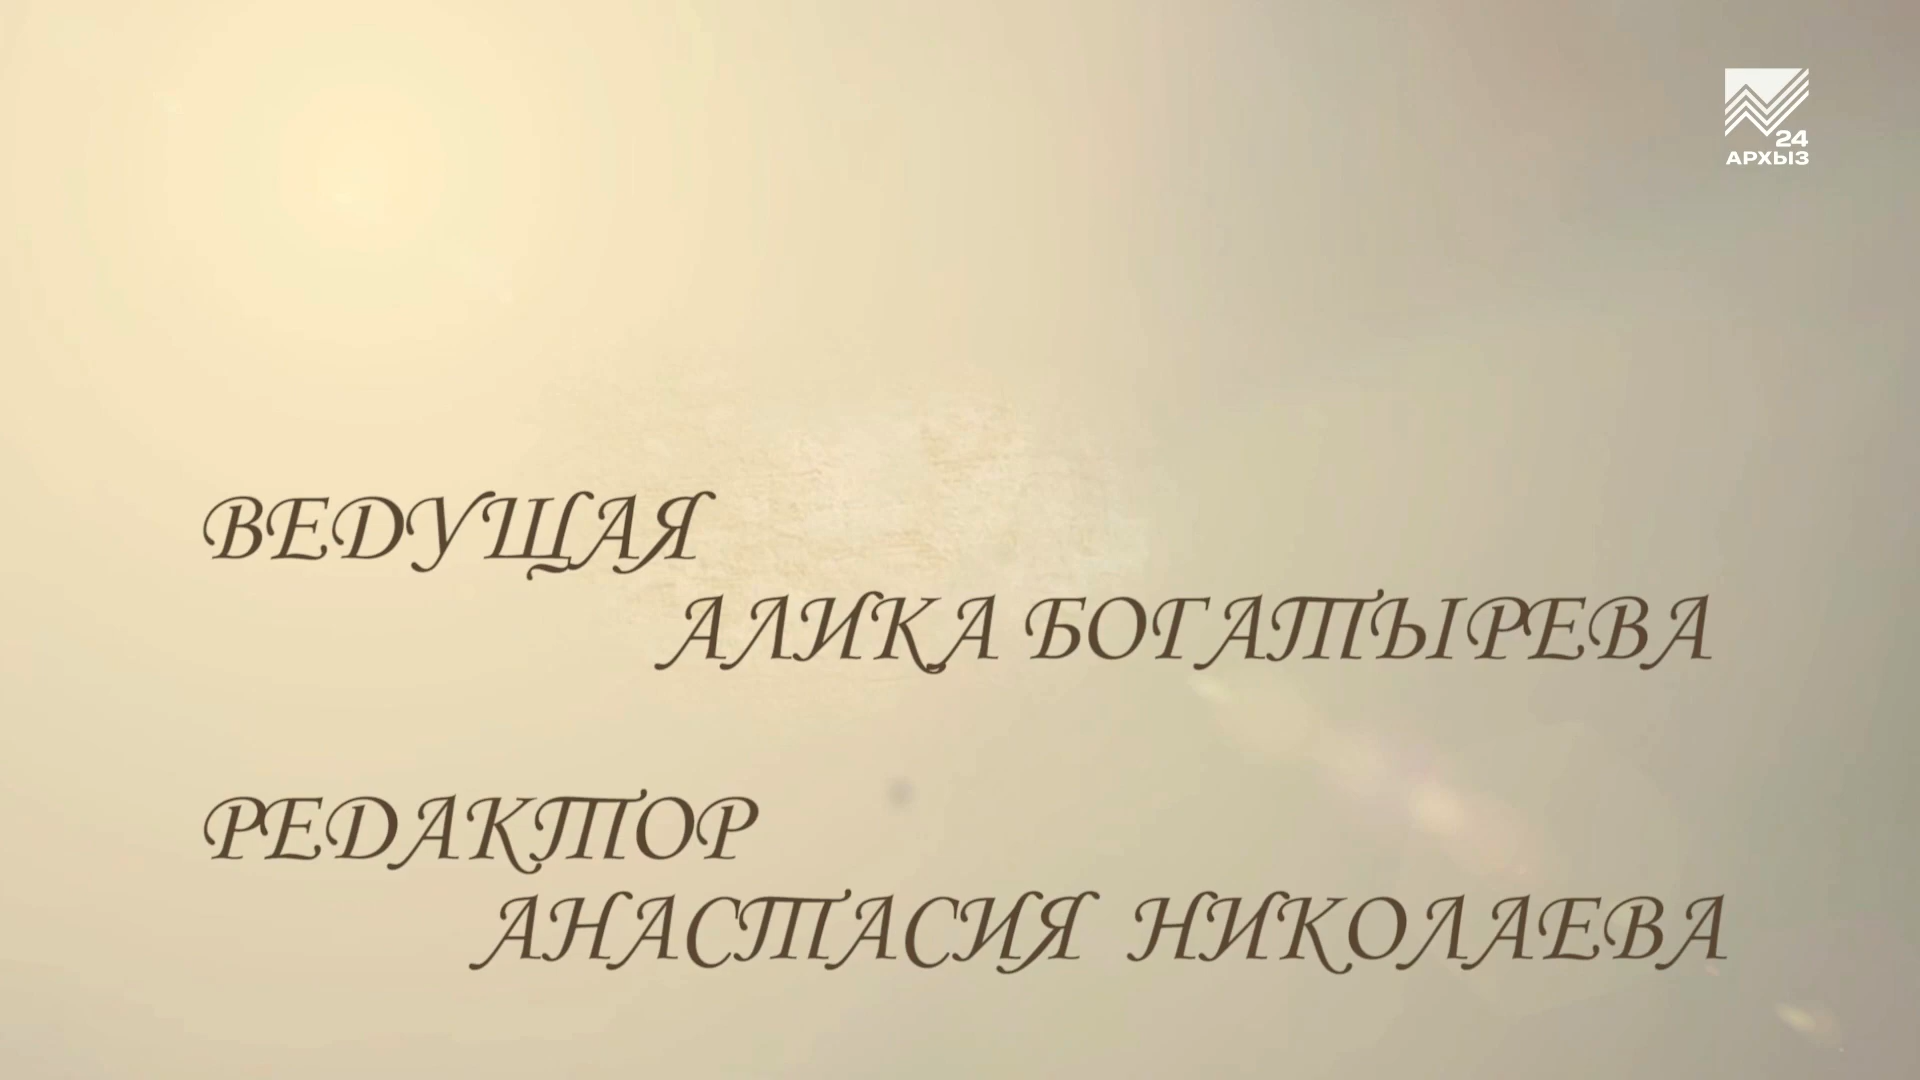 24
АРХЫЗ
ВЕДУЩАЯ
АЛИКА БОГАТЫРЕВА
РЕДАКТОР
АНАСТАСИЯ НИКОЛАЕВА